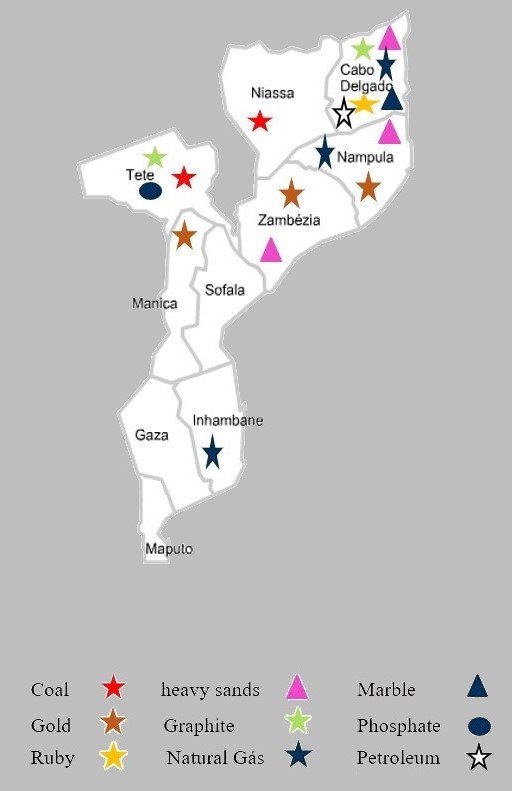 Cabo
Delgado
Niassa
Nampula
Tete
Zambézia
Sofala
Manica
Inhambane
Gaza
Maputo
Coal heavy sands Marble
Gold Graphite Phosphate
Ruby Natural Gás Petroleum